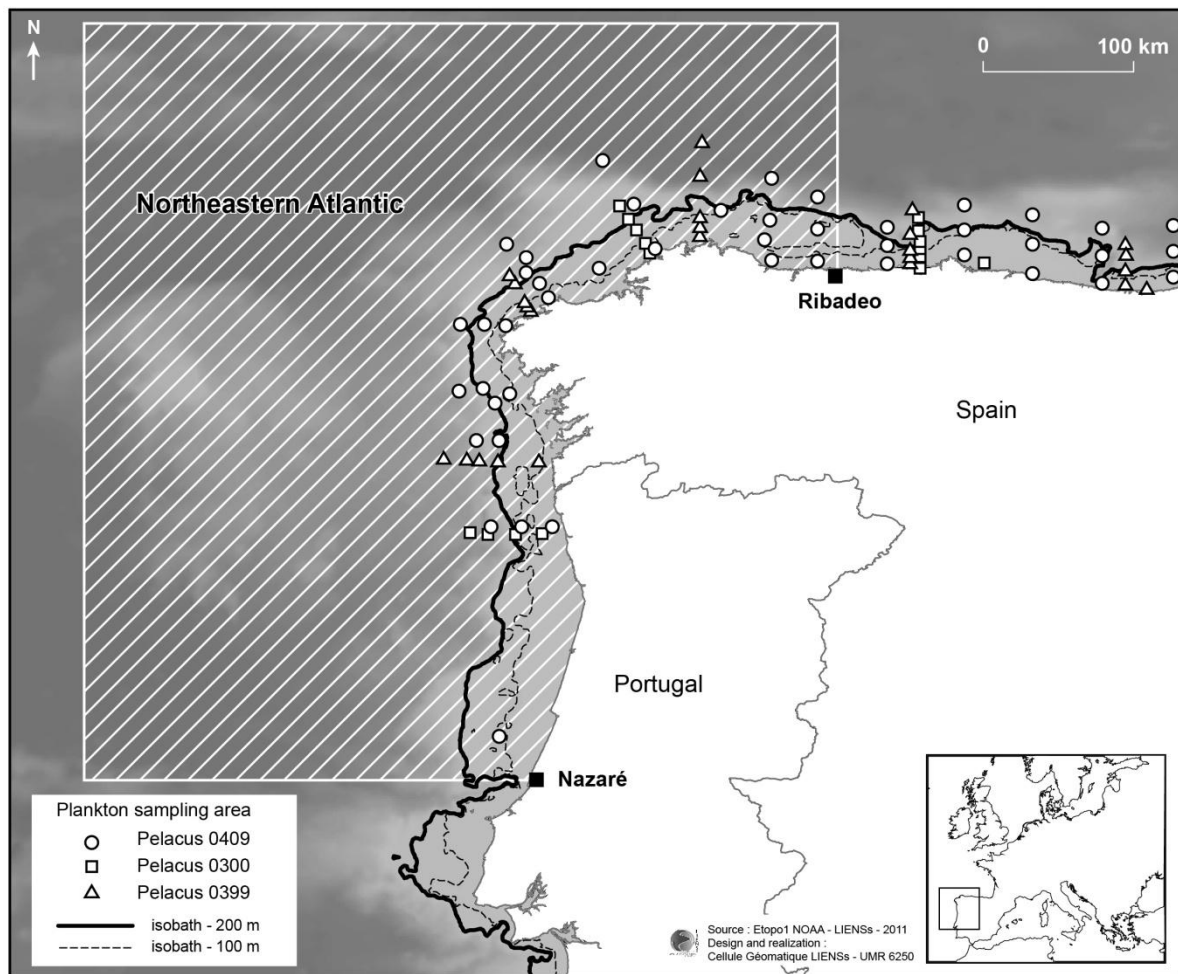 N
0 100 km
Northeastern Atlantic
Ribadeo
Spain
Portugal
Nazaré
Plankton sampling area
Pelacus 0409
Pelacus 0300
Pelacus 0399
isobath - 200 m
isobath - 100 m
Source : Etopo1 NOAA - LIENSs - 2011
Design and realization :
Cellule Géomatique LIENSs - UMR 6250